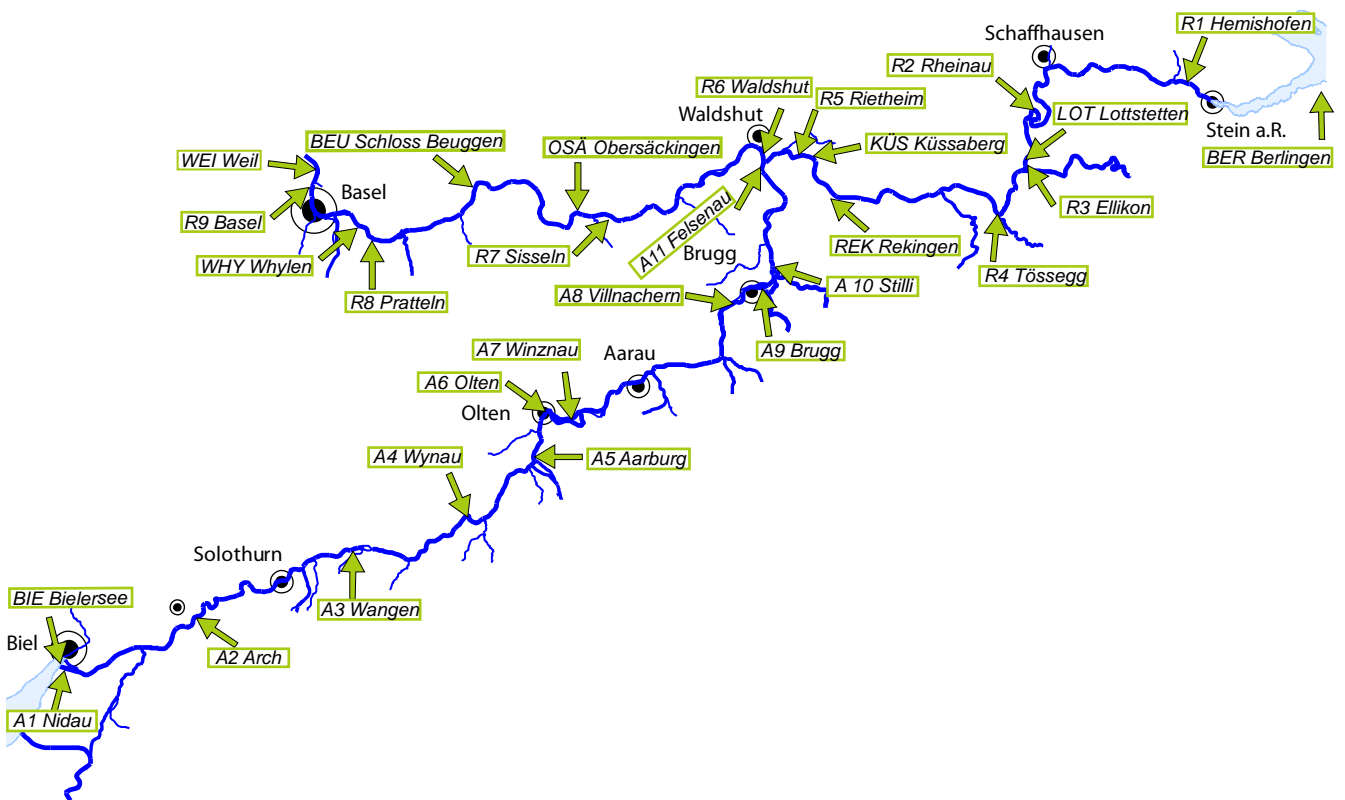 R1 Hemishofen
Schaffhausen
R2 Rheinau
R6 Waldshut
R5 Rietheim
LOT Lottstetten
Waldshut
Stein a.R.
BEU Schloss Beuggen
OSÄ Obersäckingen
KÜS Küssaberg
BER Berlingen
WEI Weil
Basel
R3 Ellikon
R9 Basel
A11 Felsenau
REK Rekingen
R7 Sisseln
Brugg
WHY Whylen
R4 Tössegg
R8 Pratteln
A8 Villnachern
A 10 Stilli
A7 Winznau
Aarau
A9 Brugg
A6 Olten
Olten
A4 Wynau
A5 Aarburg
Solothurn
BIE Bielersee
A3 Wangen
Biel
A2 Arch
A1 Nidau